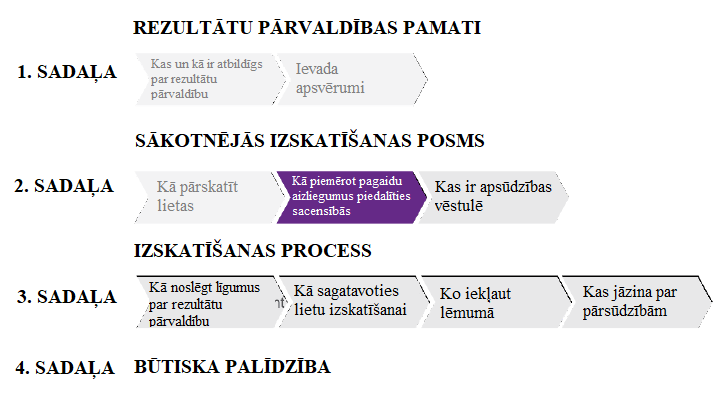 REZULTĀTU PĀRVALDĪBAS PAMATI
1. SADAĻA
Kas un kā ir atbildīgs
par rezultātu
pārvaldību
Ievada
apsvērumi
SĀKOTNĒJĀS IZSKATĪŠANAS POSMS
2. SADAĻA
Kā pārskatīt
lietas
Kā piemērot pagaidu
aizliegumus piedalīties
sacensībās
Kas ir apsūdzības
vēstulē
IZSKATĪŠANAS PROCESS
3. SADAĻA
Kā noslēgt līgumus
par rezultātu
pārvaldību
Kā sagatavoties
lietu izskatīšanai
Ko iekļaut
lēmumā
Kas jāzina par
pārsūdzībām
4. SADAĻA
BŪTISKA PALĪDZĪBA